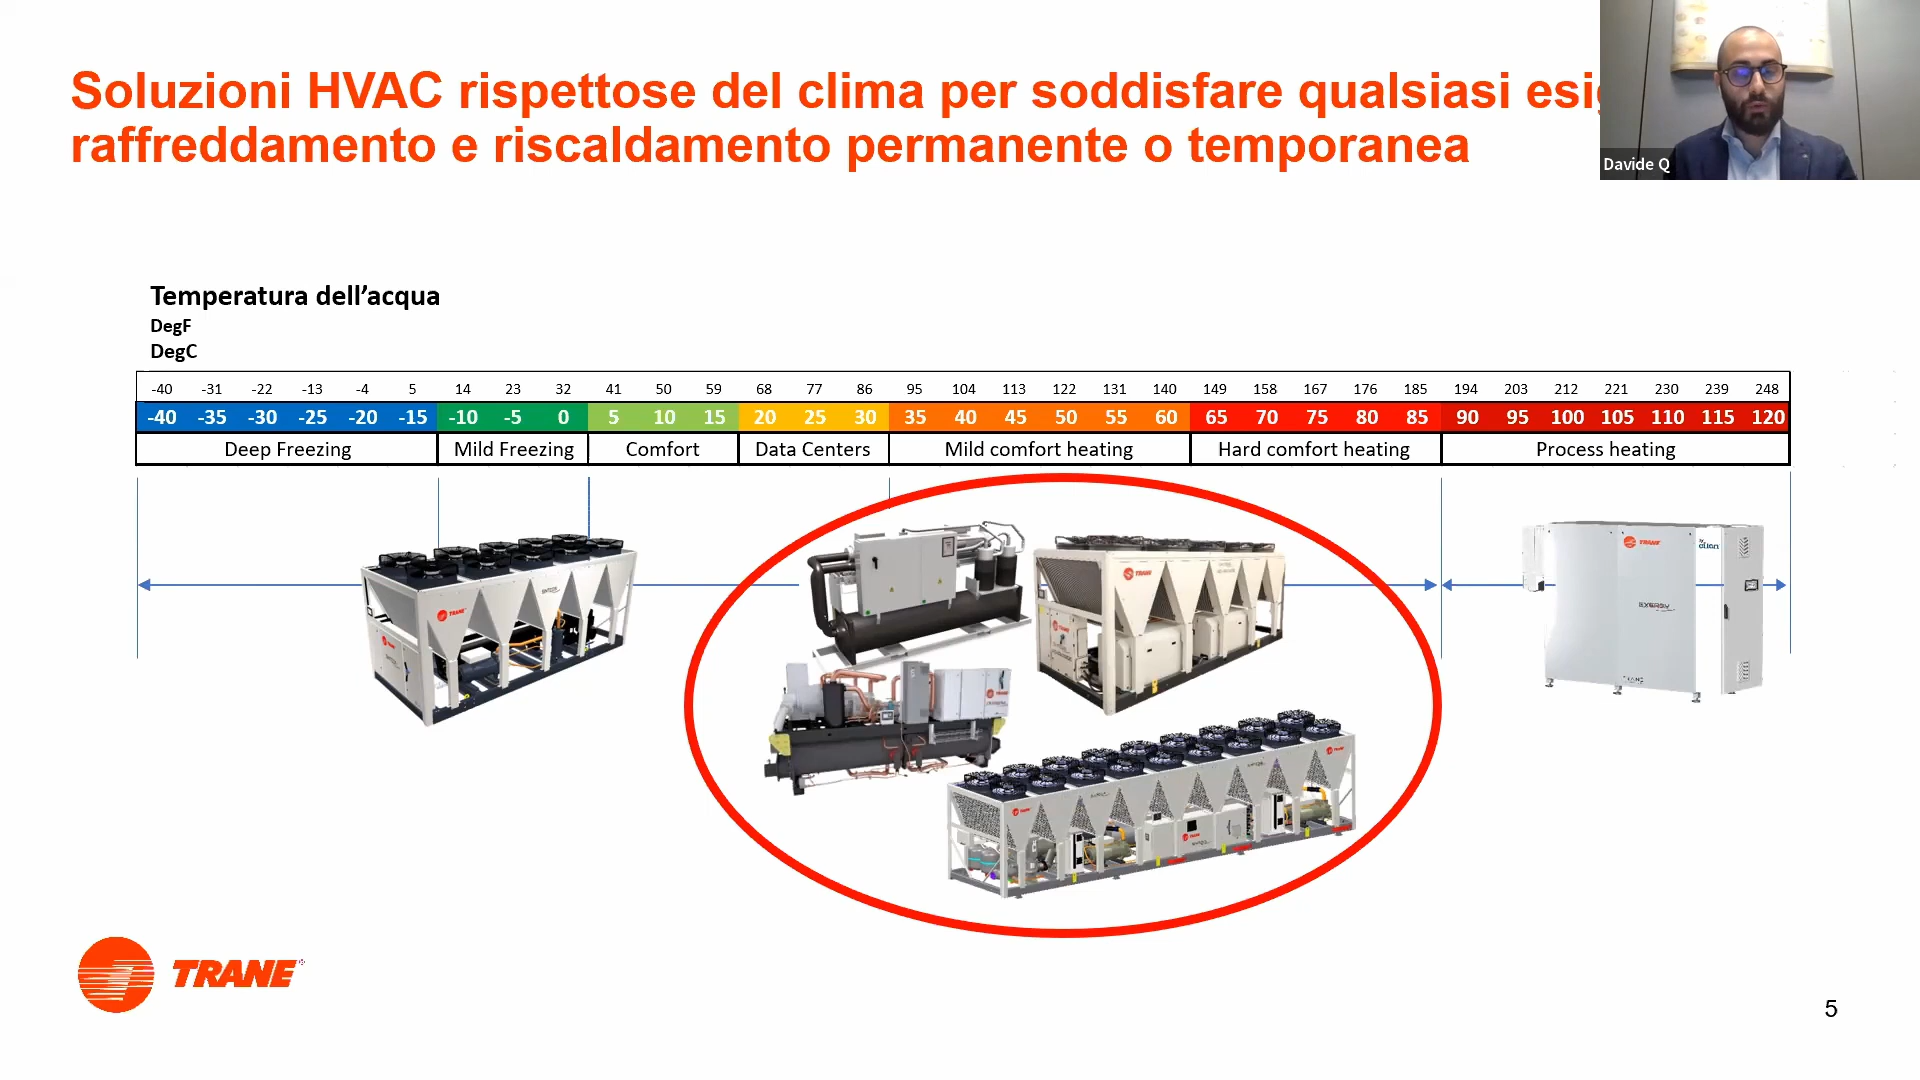 Soluzioni HVAC rispettose del clima per soddisfare qualsiasi
raffreddamento e riscaldamento permanente o temporanea
Davide Q
Temperatura dell’acqua
DegF
DegC
-40 -31 -22 -13 -4 5 14 23 32 41 50 59 68 77 86 95 104 113 122 131 140 149 158 167 176 185 194 203 212 221 230 239 248
-40 -35 -30 -25 -20 -15 -10 -5 0 5 10 15 20 25 30 35 40 45 50 55 60 65 70 75 80 85 90 95 100 105 110 115 120
Deep Freezing Mild Freezing Comfort Data Centers Mild comfort heating Hard comfort heating Process heating
TRANE
TRANE
TRANE
TRANE
TRANE
5